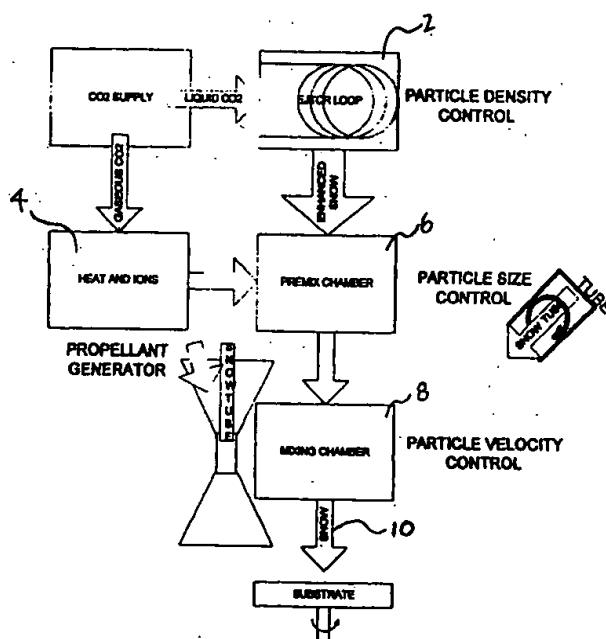 2
CO2 SUPPLY
LIQUID CO2
PARTICLE DENSITY
CONTROL
GASEOUS CO2
ENHANCED
SNOW
4
6
HEAT AND IONS
PREMIX CHAMBER
PARTICLE SIZE
CONTROL
SNOW TUBE
TUBE
PROPELLANT
GENERATOR
SNOWTUBE
8
MIXING CHAMBER
PARTICLE VELOCITY
CONTROL
SNOW
10
SUBSTRATE